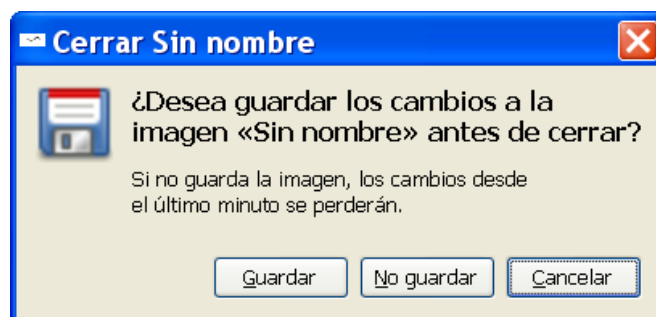 Cerrar Sin nombre
¿Desea guardar los cambios a la
imagen «Sin nombre» antes de cerrar?
Si no guarda la imagen, los cambios desde
el último minuto se perderán.
Guardar No guardar Cancelar